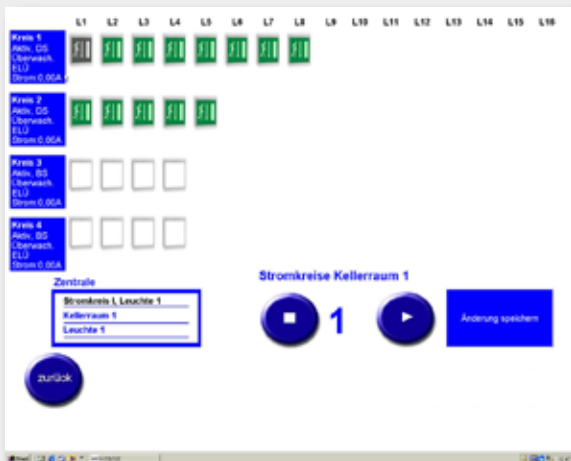 L1 L2 L3 L4 L5 L6 L7 L8 L9 L10 L11 L12 L13 L14 L15 L16
Kreis 1
Aktiv, DS
Überwach.
ELÜ
Strom:0,00A
Kreis 2
Aktiv, DS
Überwach.
ELÜ
Strom:0,00A
Kreis 3
Aktiv, BS
Überwach.
ELÜ
Strom:0,00A
Kreis 4
Aktiv, BS
Überwach.
ELÜ
Strom:0,00A
Zentrale
Stromkreis I, Leuchte 1
Kellerraum 1
Leuchte 1
Stromkreise Kellerraum 1
1
Änderung speichern
zurück